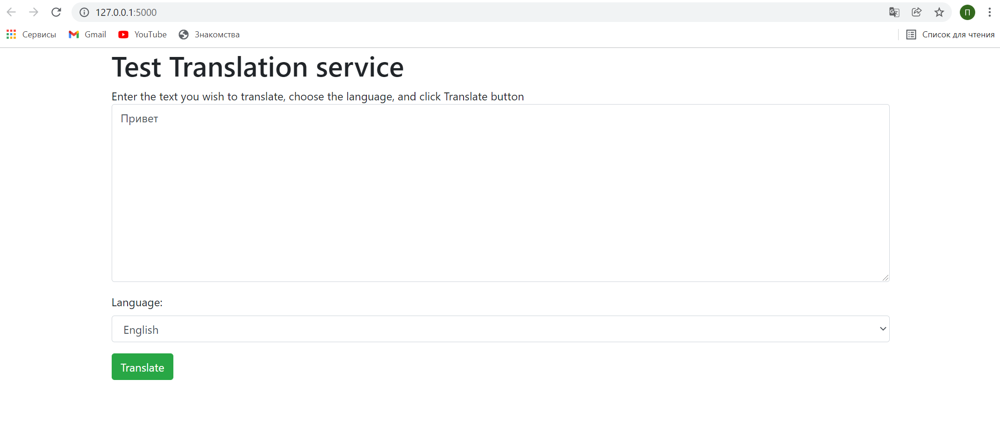 127.0.0.1:5000
П
Сервисы Gmail YouTube Знакомства Список для чтения
Test Translation service
Enter the text you wish to translate, choose the language, and click Translate button
Привет
Language:
English
Translate